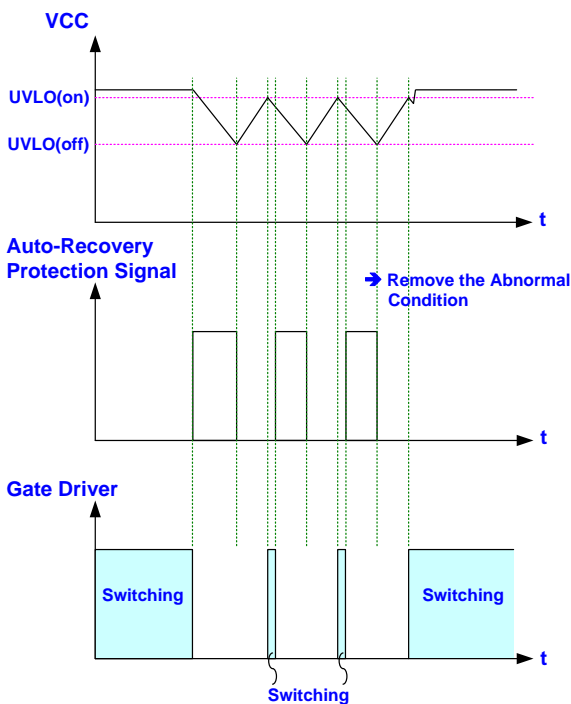 VCC
UVLO(on)
UVLO(off)
t
Auto-Recovery
Protection Signal
➔ Remove the Abnormal
Condition
t
Gate Driver
Switching
Switching
t
Switching